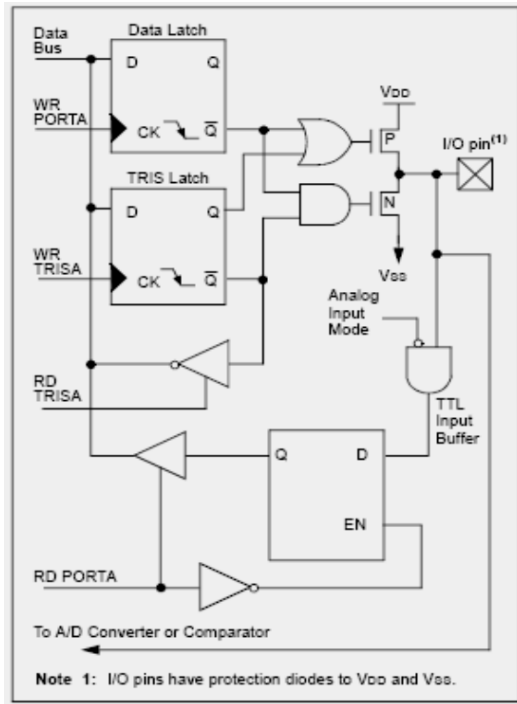 Data Latch
Data
Bus
D
Q
WR
PORTA
CK
Q
VDD
P
I/O pin(1)
TRIS Latch
D
Q
N
WR
TRISA
CK
Q
VSS
Analog
Input
Mode
RD
TRISA
TTL
Input
Buffer
Q
D
EN
RD PORTA
To A/D Converter or Comparator
Note 1: I/O pins have protection diodes to VDD and VSS.